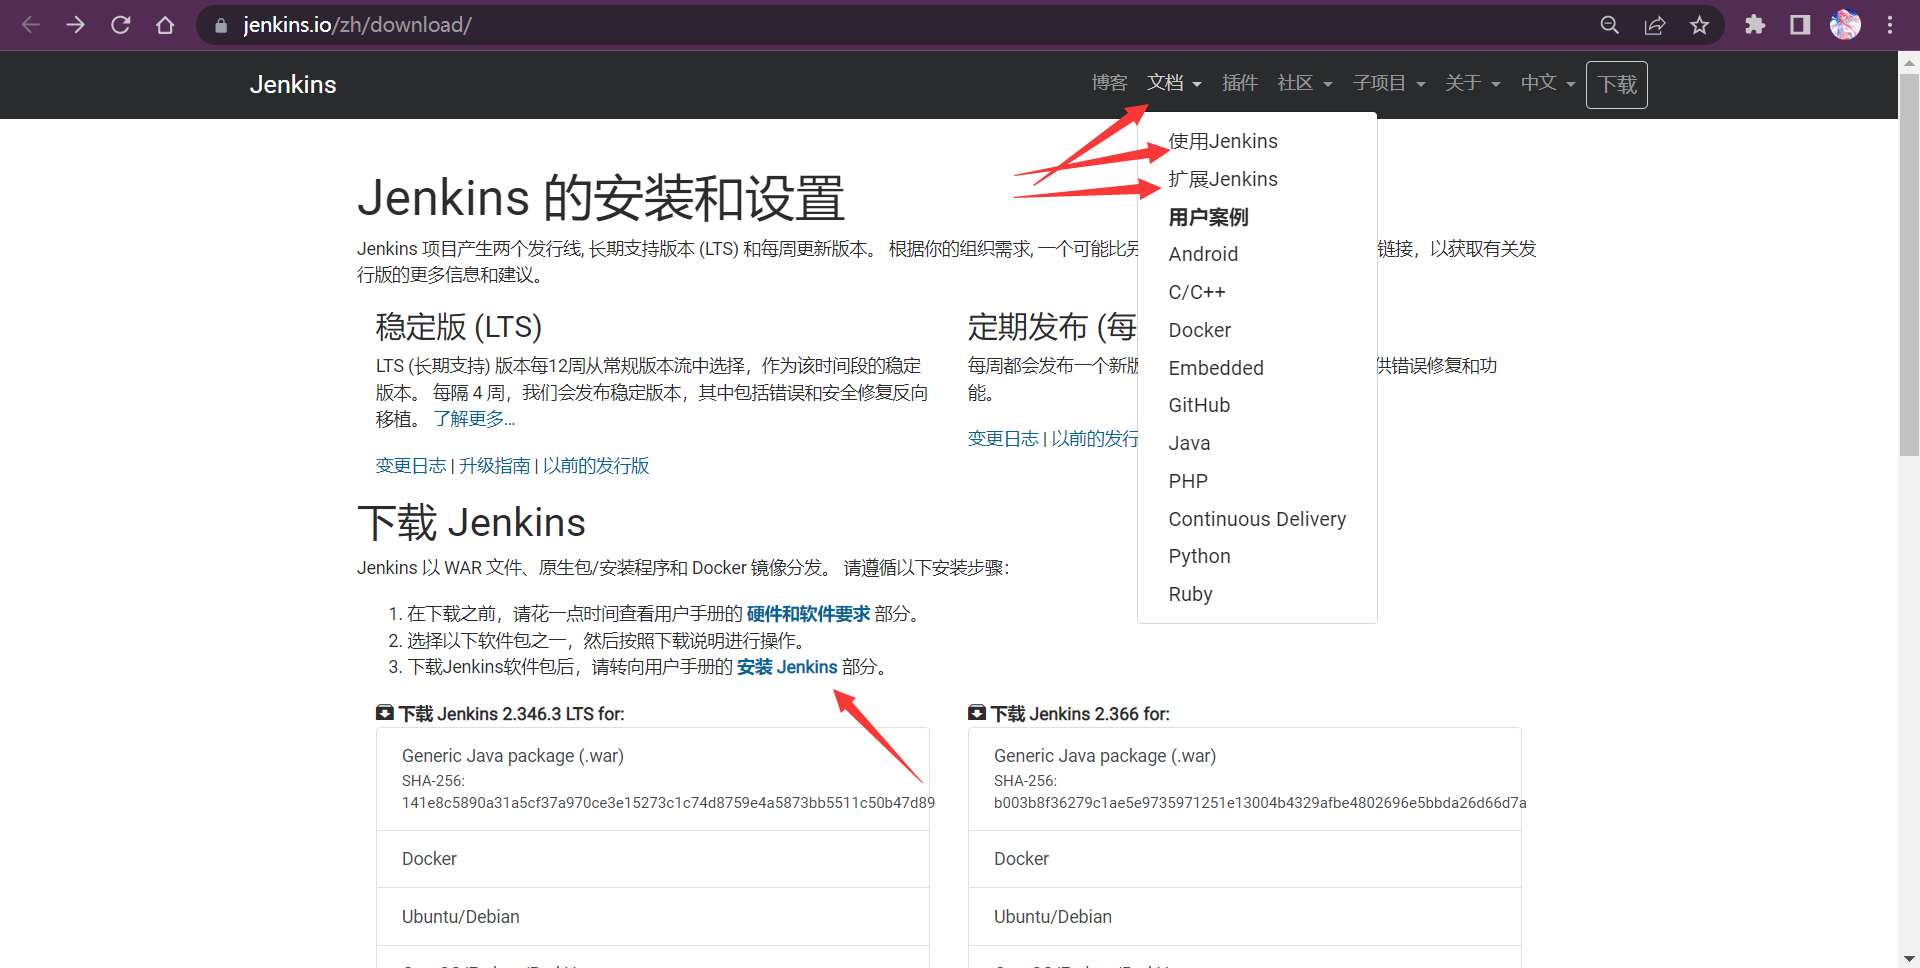 jenkins.io/zh/download/
Jenkins
博客 文档 插件 社区 子项目 关于 中文 下载
使用Jenkins
扩展Jenkins
用户案例
Android
C/C++
Docker
Embedded
GitHub
Java
PHP
Continuous Delivery
Python
Ruby
Jenkins 的安装和设置
Jenkins 项目产生两个发行线, 长期支持版本 (LTS) 和每周更新版本。 根据你的组织需求, 一个可能比另 链接，以获取有关发
行版的更多信息和建议。
稳定版 (LTS)
LTS (长期支持) 版本每12周从常规版本流中选择，作为该时间段的稳定
版本。 每隔 4 周，我们会发布稳定版本，其中包括错误和安全修复反向
移植。 了解更多...
变更日志 | 升级指南 | 以前的发行版
定期发布 (每
每周都会发布一个新版 供错误修复和功
能。
变更日志 | 以前的发行
下载 Jenkins
Jenkins 以 WAR 文件、原生包/安装程序和 Docker 镜像分发。 请遵循以下安装步骤：
1. 在下载之前，请花一点时间查看用户手册的 硬件和软件要求 部分。
2. 选择以下软件包之一，然后按照下载说明进行操作。
3. 下载Jenkins软件包后，请转向用户手册的 安装 Jenkins 部分。
下载 Jenkins 2.346.3 LTS for:
Generic Java package (.war)
SHA-256:
141e8c5890a31a5cf37a970ce3e15273c1c74d8759e4a5873bb5511c50b47d89
Docker
Ubuntu/Debian
下载 Jenkins 2.366 for:
Generic Java package (.war)
SHA-256:
b003b8f36279c1ae5e9735971251e13004b4329afbe4802696e5bbda26d66d7a
Docker
Ubuntu/Debian